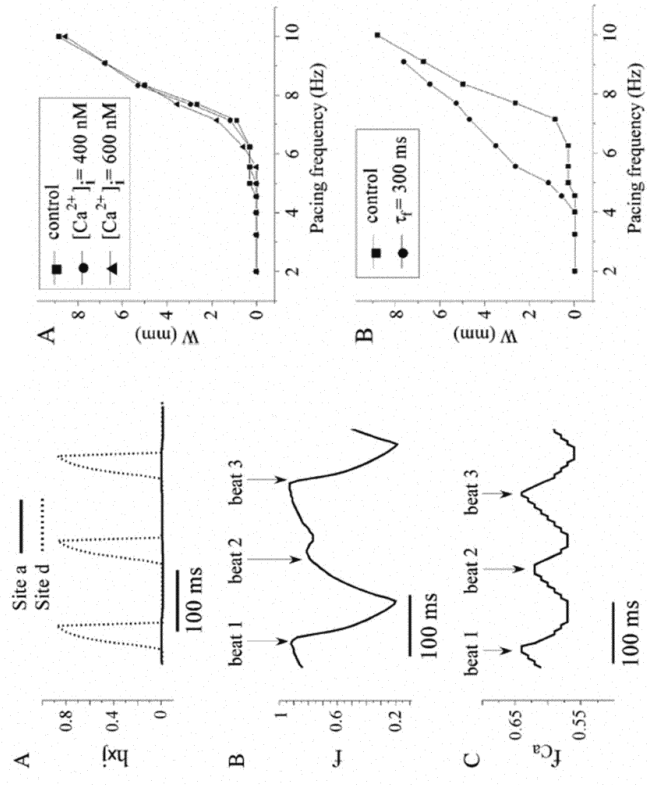 A
Site a
Site d
hxj
0.8
0.4
0
100 ms
B
beat 1
beat 2
beat 3
f
1
0.6
0.2
100 ms
C
beat 1
beat 2
beat 3
fCa
0.65
0.55
100 ms
A
control
[Ca2+]i= 400 nM
[Ca2+]i= 600 nM
W (mm)
8
6
4
2
0
2 4 6 8 10
Pacing frequency (Hz)
B
control
τf= 300 ms
W (mm)
8
6
4
2
0
2 4 6 8 10
Pacing frequency (Hz)